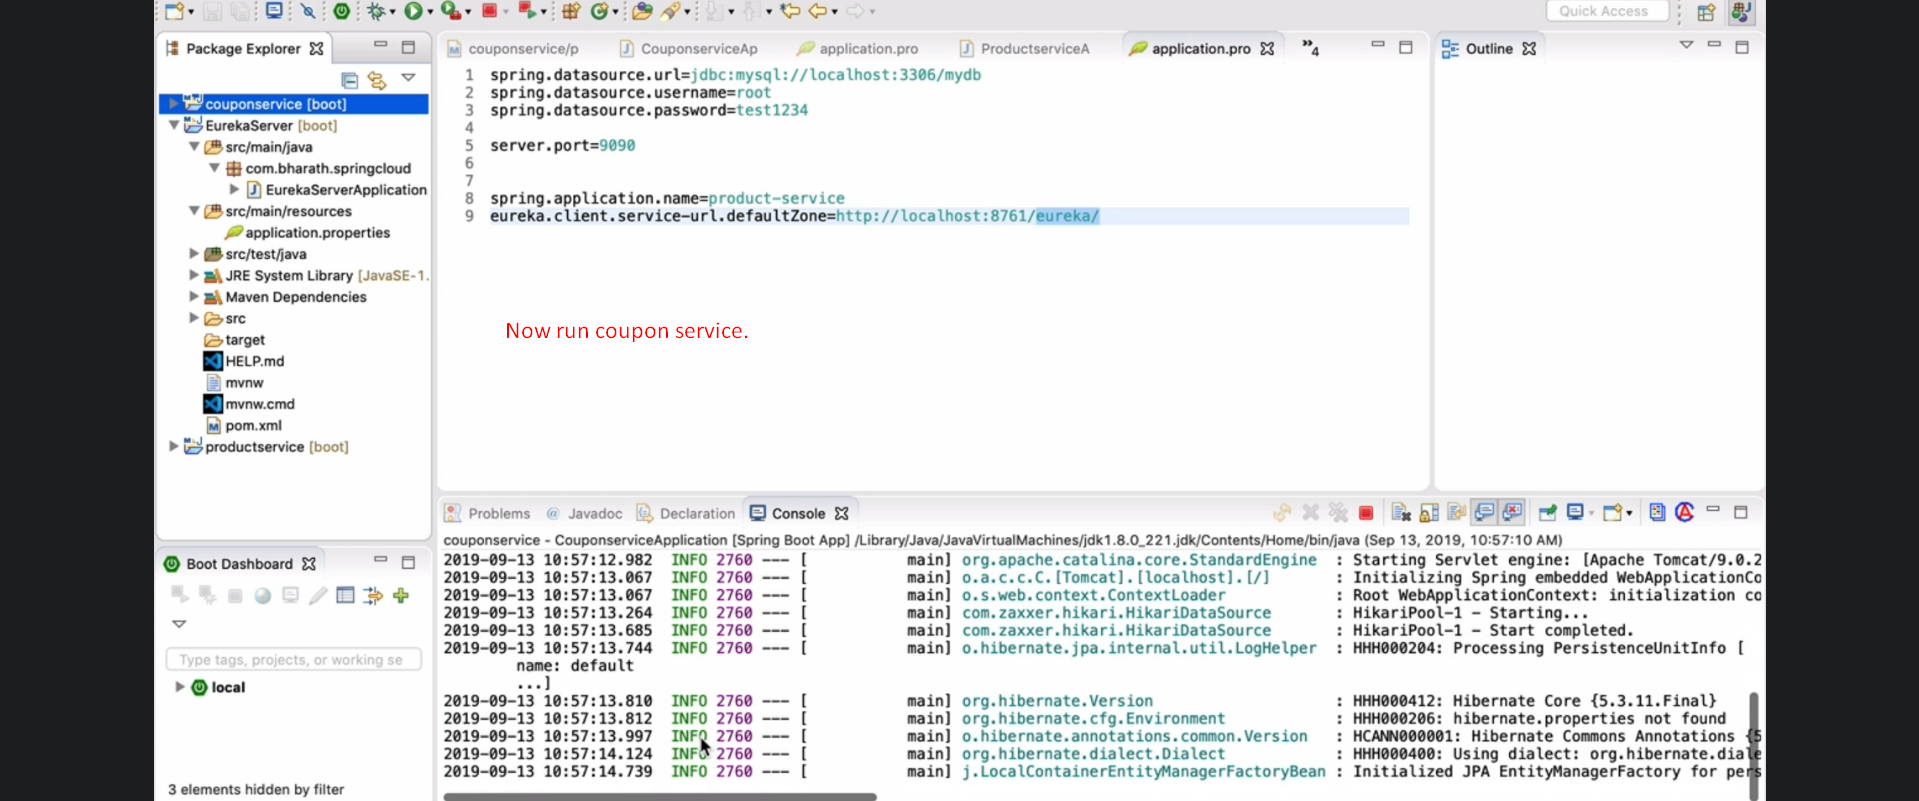 Quick Access
Package Explorer
couponservice [boot]
EurekaServer [boot]
src/main/java
com.bharath.springcloud
EurekaServerApplication
src/main/resources
application.properties
src/test/java
JRE System Library [JavaSE-1.
Maven Dependencies
src
target
HELP.md
mvnw
mvnw.cmd
pom.xml
productservice [boot]
couponservice/p CouponserviceAp application.pro ProductserviceA application.pro »4
1 spring.datasource.url=jdbc:mysql://localhost:3306/mydb
2 spring.datasource.username=root
3 spring.datasource.password=test1234
4
5 server.port=9090
6
7
8 spring.application.name=product-service
9 eureka.client.service-url.defaultZone=http://localhost:8761/eureka/
Now run coupon service.
Outline
Boot Dashboard
Type tags, projects, or working se
local
3 elements hidden by filter
Problems @ Javadoc Declaration Console
couponservice - CouponserviceApplication [Spring Boot App] /Library/Java/JavaVirtualMachines/jdk1.8.0_221.jdk/Contents/Home/bin/java (Sep 13, 2019, 10:57:10 AM)
2019-09-13 10:57:12.982 INFO 2760 --- [ main] org.apache.catalina.core.StandardEngine : Starting Servlet engine: [Apache Tomcat/9.0.2
2019-09-13 10:57:13.067 INFO 2760 --- [ main] o.a.c.c.C.[Tomcat].[localhost].[/] : Initializing Spring embedded WebApplicationCo
2019-09-13 10:57:13.067 INFO 2760 --- [ main] o.s.web.context.ContextLoader : Root WebApplicationContext: initialization co
2019-09-13 10:57:13.264 INFO 2760 --- [ main] com.zaxxer.hikari.HikariDataSource : HikariPool-1 - Starting...
2019-09-13 10:57:13.685 INFO 2760 --- [ main] com.zaxxer.hikari.HikariDataSource : HikariPool-1 - Start completed.
2019-09-13 10:57:13.744 INFO 2760 --- [ main] o.hibernate.jpa.internal.util.LogHelper : HHH000204: Processing PersistenceUnitInfo [
name: default
...]
2019-09-13 10:57:13.810 INFO 2760 --- [ main] org.hibernate.Version : HHH000412: Hibernate Core {5.3.11.Final}
2019-09-13 10:57:13.812 INFO 2760 --- [ main] org.hibernate.cfg.Environment : HHH000206: hibernate.properties not found
2019-09-13 10:57:13.997 INFO 2760 --- [ main] o.hibernate.annotations.common.Version : HCANN000001: Hibernate Commons Annotations {5
2019-09-13 10:57:14.124 INFO 2760 --- [ main] org.hibernate.dialect.Dialect : HHH000400: Using dialect: org.hibernate.diale
2019-09-13 10:57:14.739 INFO 2760 --- [ main] j.LocalContainerEntityManagerFactoryBean : Initialized JPA EntityManagerFactory for pers